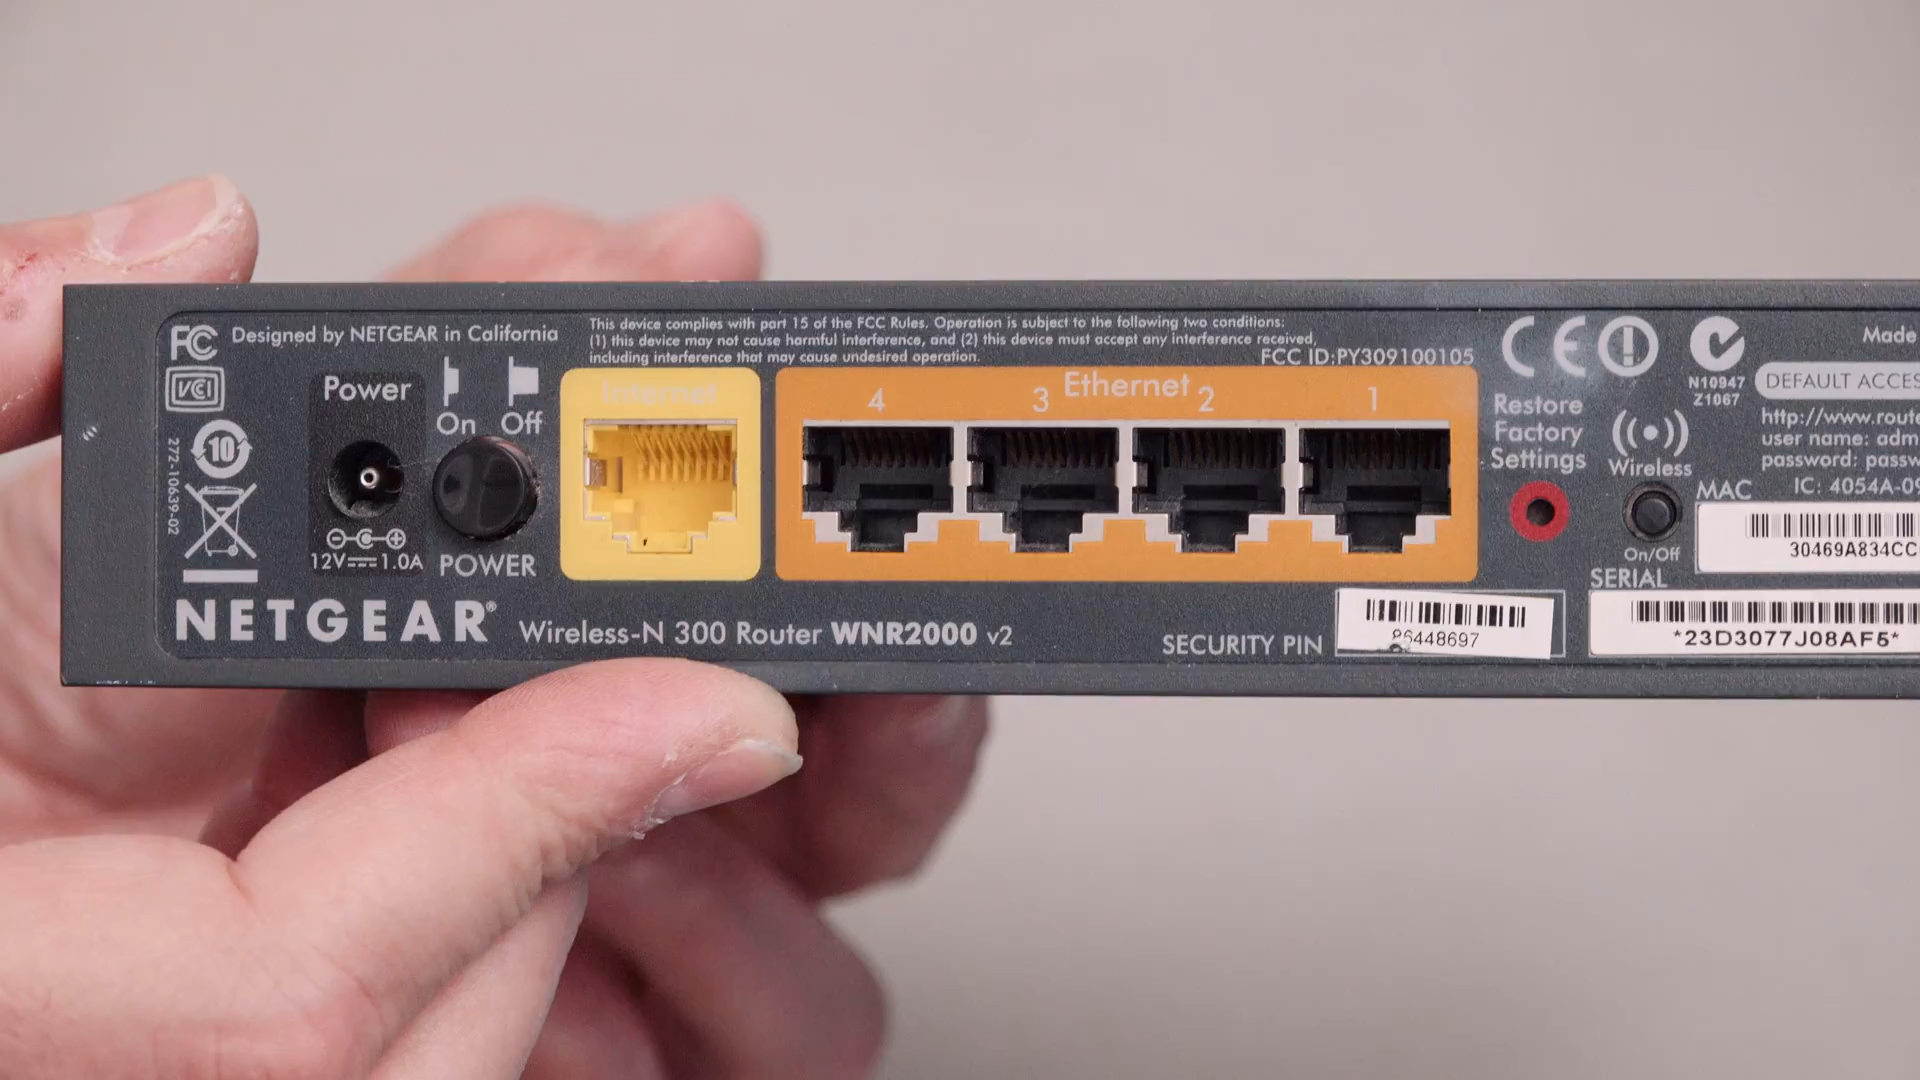 FC
Designed by NETGEAR in California
This device complies with part 15 of the FCC Rules. Operation is subject to the following two conditions:
(1) this device may not cause harmful interference, and (2) this device must accept any interference received,
including interference that may cause undesired operation.
FCC ID:PY309100105
CE
N10947
Z1067
Made
DEFAULT ACCES
VCI
Power
On
Off
Internet
Ethernet
4
3
2
1
Restore
Factory
Settings
Wireless
On/Off
http://www.route
user name: adm
password: passw
MAC
IC: 4054A-09
30469A834CC
10
272-10639-02
12V⎓1.0A
POWER
SERIAL
NETGEAR®
Wireless-N 300 Router WNR2000 v2
SECURITY PIN
86448697
*23D3077J08AF5*